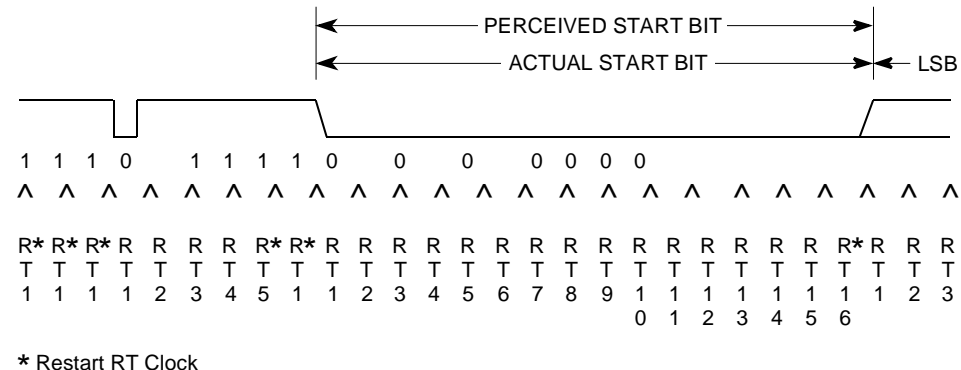 PERCEIVED START BIT
ACTUAL START BIT
LSB
1 1 1 0 1 1 1 1 0 0 0 0 0 0 0
^ ^ ^ ^ ^ ^ ^ ^ ^ ^ ^ ^ ^ ^ ^ ^ ^ ^ ^ ^ ^ ^ ^
R* R* R* R R R R R* R* R R R R R R R R R R R R R R R R* R R R
T T T T T T T T T T T T T T T T T T T T T T T T T T T T
1 1 1 1 2 3 4 5 1 1 2 3 4 5 6 7 8 9 1 1 1 1 1 1 1 1 2 3
0 1 2 3 4 5 6
* Restart RT Clock